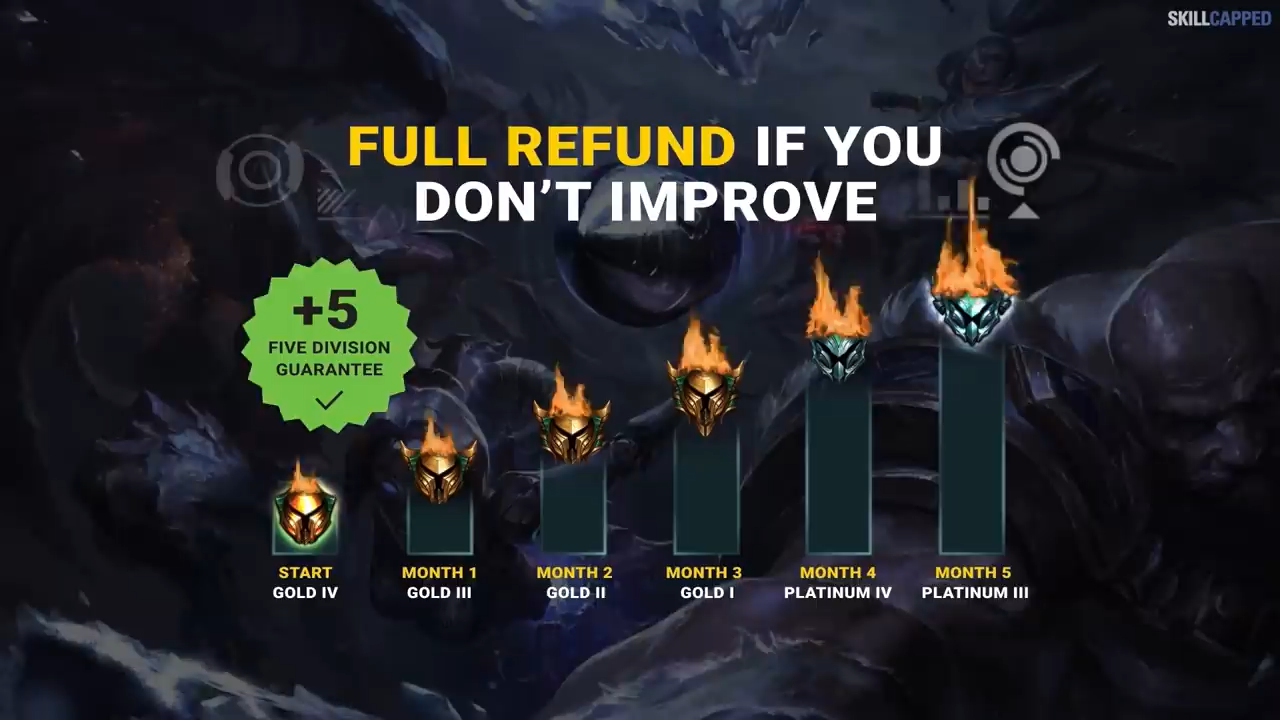 SKILLCAPPED
FULL REFUND IF YOU
DON'T IMPROVE
+5
FIVE DIVISION
GUARANTEE
START
GOLD IV
MONTH 1
GOLD III
MONTH 2
GOLD II
MONTH 3
GOLD I
MONTH 4
PLATINUM IV
MONTH 5
PLATINUM III